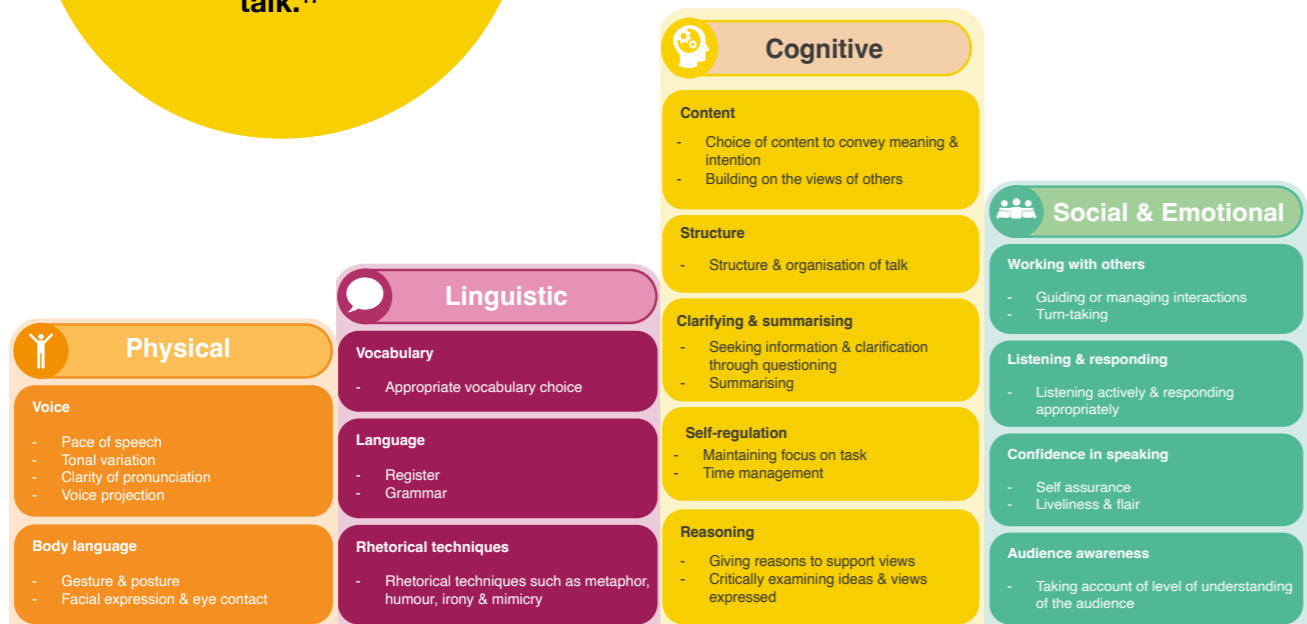 talk."
Physical
Voice
- Pace of speech
- Tonal variation
- Clarity of pronunciation
- Voice projection
Body language
- Gesture & posture
- Facial expression & eye contact
Linguistic
Vocabulary
- Appropriate vocabulary choice
Language
- Register
- Grammar
Rhetorical techniques
- Rhetorical techniques such as metaphor,
humour, irony & mimicry
Cognitive
Content
- Choice of content to convey meaning &
intention
- Building on the views of others
Structure
- Structure & organisation of talk
Clarifying & summarising
- Seeking information & clarification
through questioning
- Summarising
Self-regulation
- Maintaining focus on task
- Time management
Reasoning
- Giving reasons to support views
- Critically examining ideas & views
expressed
Social & Emotional
Working with others
- Guiding or managing interactions
- Turn-taking
Listening & responding
- Listening actively & responding
appropriately
Confidence in speaking
- Self assurance
- Liveliness & flair
Audience awareness
- Taking account of level of understanding
of the audience